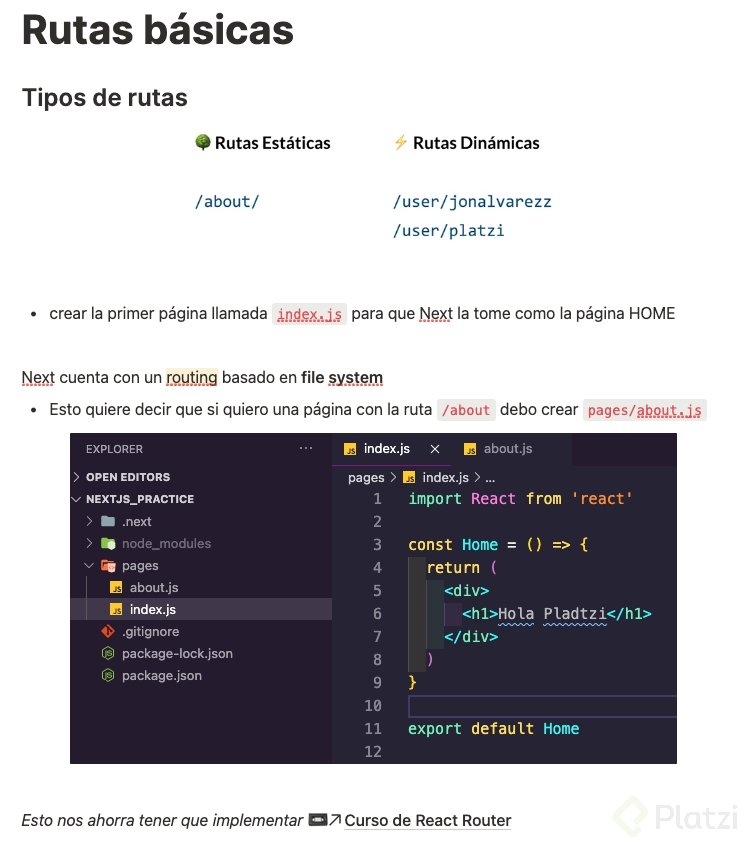 Rutas básicas
Tipos de rutas
Rutas Estáticas
Rutas Dinámicas
/about/
/user/jonalvarezz
/user/platzi
crear la primer página llamada index.js para que Next la tome como la página HOME
Next cuenta con un routing basado en file system
Esto quiere decir que si quiero una página con la ruta /about debo crear pages/about.js
EXPLORER ...
OPEN EDITORS
NEXTJS_PRACTICE
.next
node_modules
pages
about.js
index.js
.gitignore
package-lock.json
package.json
JS index.js × JS about.js
pages > JS index.js > ...
1 import React from 'react'
2
3 const Home = () => {
4 return (
5 <div>
6 <h1>Hola Pladtzi</h1>
7 </div>
8 )
9 }
10
11 export default Home
12
Esto nos ahorra tener que implementar Curso de React Router
Platzi